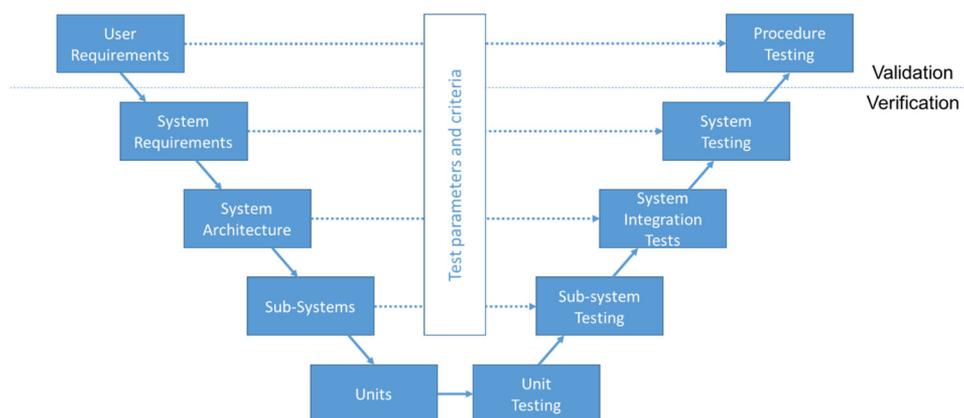 User
Requirements
Procedure
Testing
Validation
Verification
System
Requirements
System
Testing
Test parameters and criteria
System
Architecture
System
Integration
Tests
Sub-Systems
Sub-system
Testing
Units
Unit
Testing